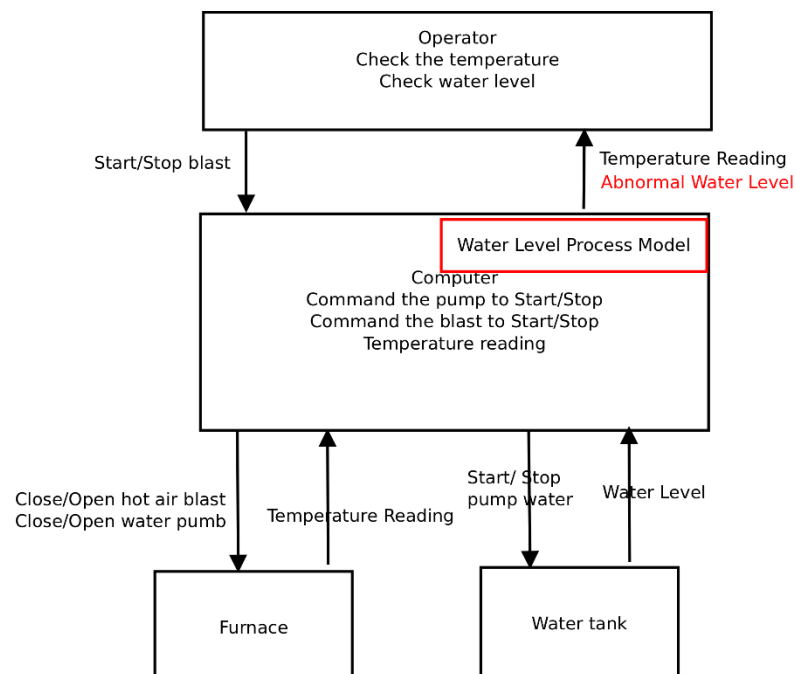 Operator
Check the temperature
Check water level
Start/Stop blast
Temperature Reading
Abnormal Water Level
Water Level Process Model
Computer
Command the pump to Start/Stop
Command the blast to Start/Stop
Temperature reading
Close/Open hot air blast
Close/Open water pumb
Temperature Reading
Start/ Stop
pump water
Water Level
Furnace
Water tank